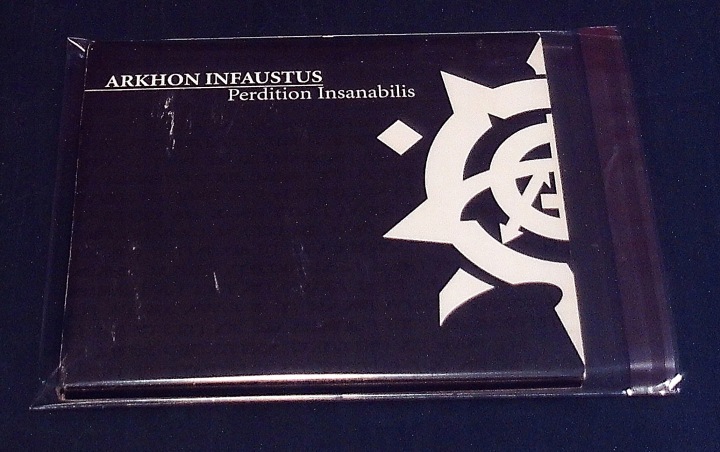 ARKHON INFAUSTUS
Perdition Insanabilis